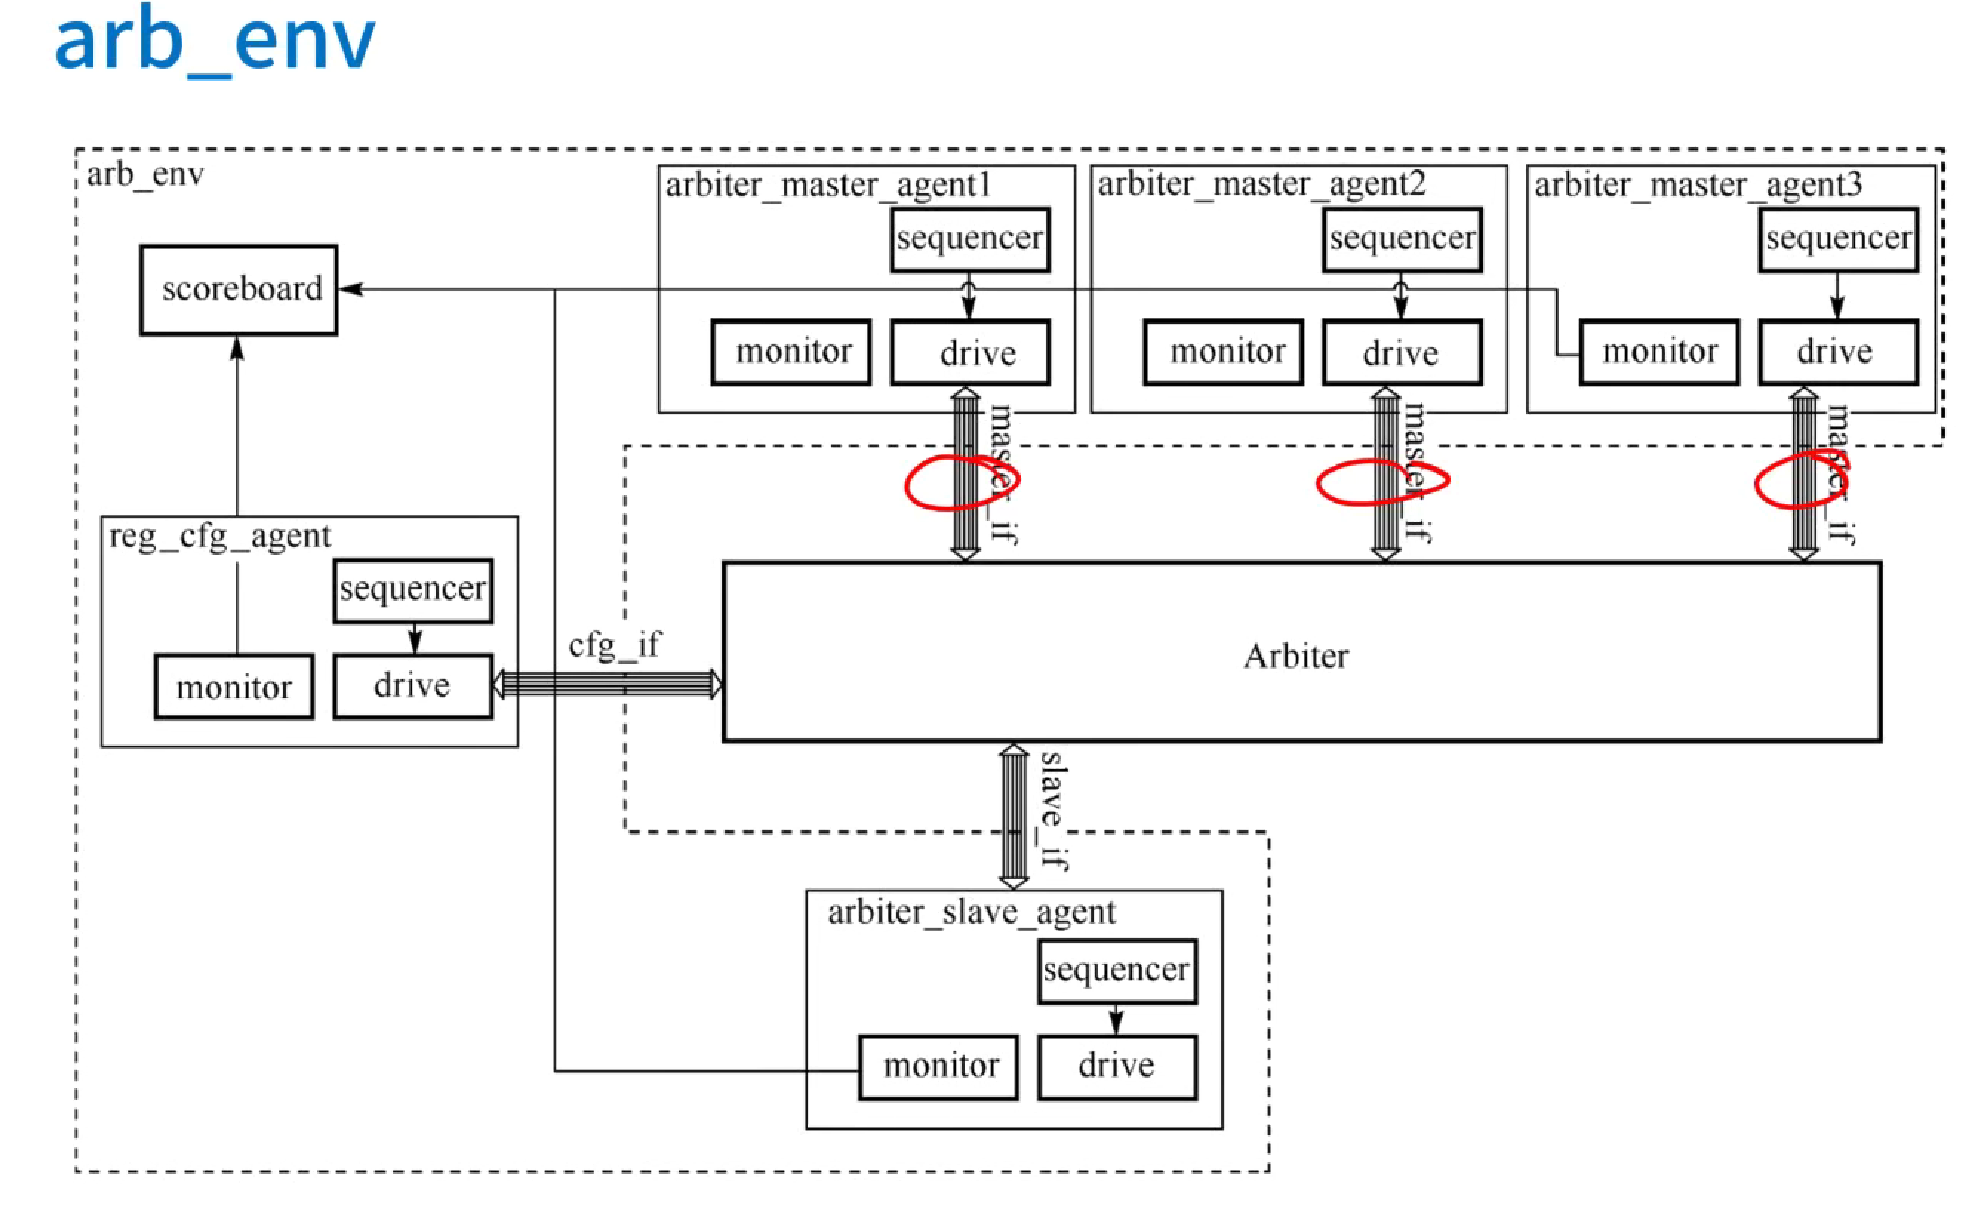 arb_env
arb_env
arbiter_master_agent1
arbiter_master_agent2
arbiter_master_agent3
sequencer
sequencer
sequencer
scoreboard
monitor
drive
monitor
drive
monitor
drive
master_if
master_if
master_if
reg_cfg_agent
sequencer
cfg_if
monitor
drive
Arbiter
slave_if
arbiter_slave_agent
sequencer
monitor
drive